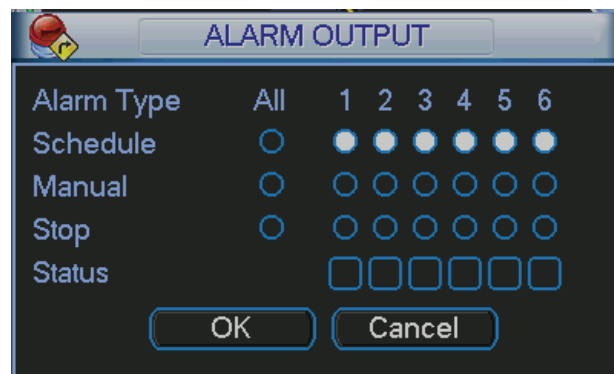 ALARM OUTPUT
Alarm Type All 1 2 3 4 5 6
Schedule
Manual
Stop
Status
OK Cancel